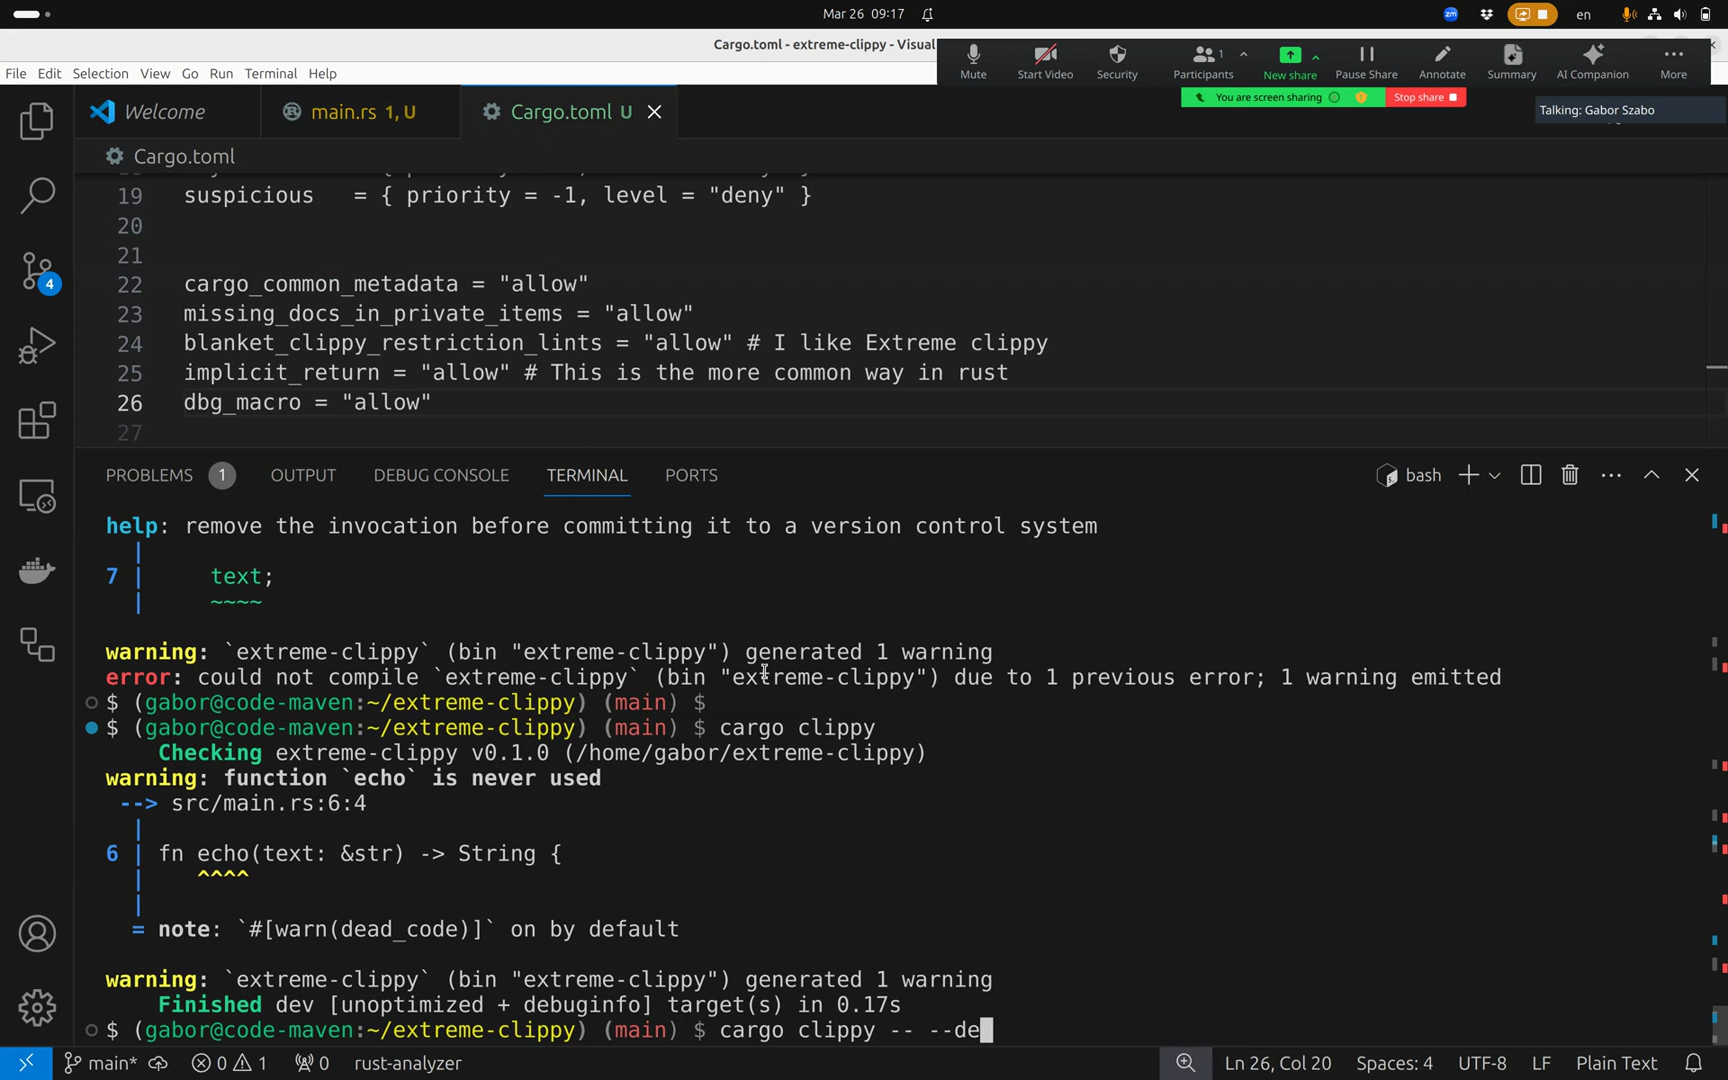 Mar 26 09:17
zm
en
Cargo.toml - extreme-clippy - Visual
File Edit Selection View Go Run Terminal Help
Mute Start Video Security Participants 1 New share Pause Share Annotate Summary AI Companion More
You are screen sharing Stop share
Talking: Gabor Szabo
Welcome main.rs 1, U Cargo.toml U
Cargo.toml
19 suspicious = { priority = -1, level = "deny" }
20
21
22 cargo_common_metadata = "allow"
23 missing_docs_in_private_items = "allow"
24 blanket_clippy_restriction_lints = "allow" # I like Extreme clippy
25 implicit_return = "allow" # This is the more common way in rust
26 dbg_macro = "allow"
27
4
PROBLEMS 1 OUTPUT DEBUG CONSOLE TERMINAL PORTS
bash
help: remove the invocation before committing it to a version control system
|
7 | text;
| ~~~~
warning: `extreme-clippy` (bin "extreme-clippy") generated 1 warning
error: could not compile `extreme-clippy` (bin "extreme-clippy") due to 1 previous error; 1 warning emitted
$ (gabor@code-maven:~/extreme-clippy) (main) $
$ (gabor@code-maven:~/extreme-clippy) (main) $ cargo clippy
Checking extreme-clippy v0.1.0 (/home/gabor/extreme-clippy)
warning: function `echo` is never used
--> src/main.rs:6:4
|
6 | fn echo(text: &str) -> String {
| ^^^^
|
= note: `#[warn(dead_code)]` on by default
warning: `extreme-clippy` (bin "extreme-clippy") generated 1 warning
Finished dev [unoptimized + debuginfo] target(s) in 0.17s
$ (gabor@code-maven:~/extreme-clippy) (main) $ cargo clippy -- --de
main* 0 1 0 rust-analyzer Ln 26, Col 20 Spaces: 4 UTF-8 LF Plain Text